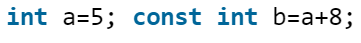 int a=5; const int b=a+8;